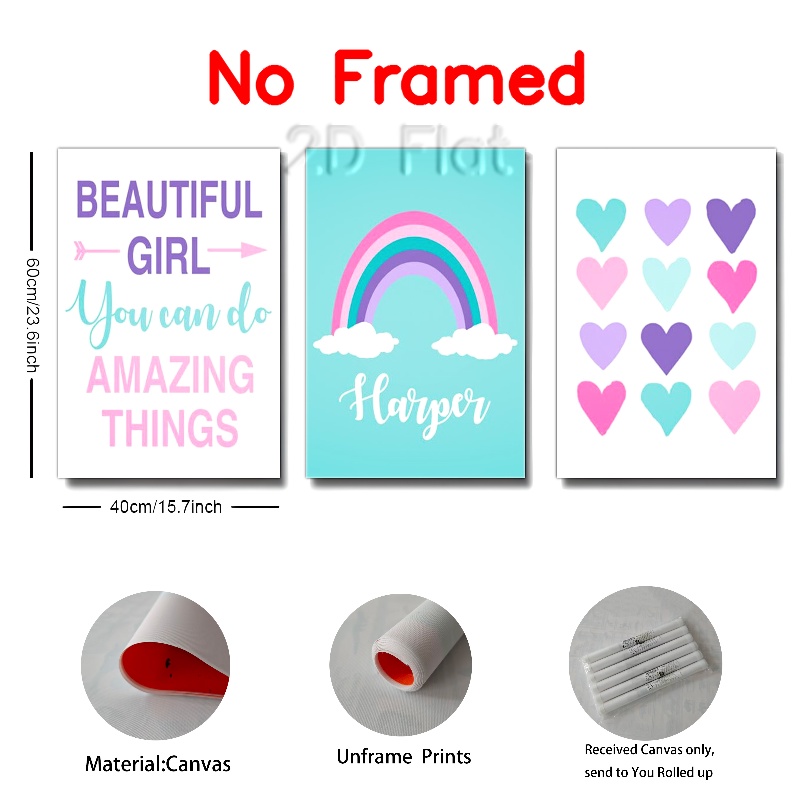 No Framed
2D Flat
BEAUTIFUL
GIRL
You can do
AMAZING
THINGS
Harper
60cm/23.6inch
40cm/15.7inch
Material:Canvas
Unframe Prints
Received Canvas only,
send to You Rolled up